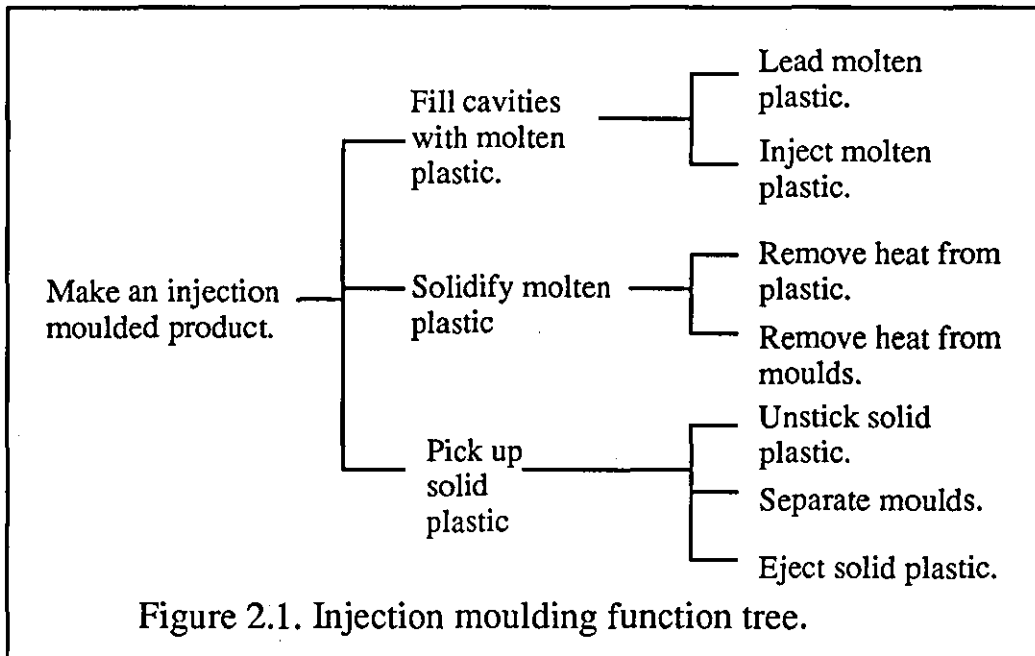 Make an injection
moulded product.
Fill cavities
with molten
plastic.
Lead molten
plastic.
Inject molten
plastic.
Solidify molten
plastic
Remove heat from
plastic.
Remove heat from
moulds.
Pick up
solid
plastic
Unstick solid
plastic.
Separate moulds.
Eject solid plastic.
Figure 2.1. Injection moulding function tree.